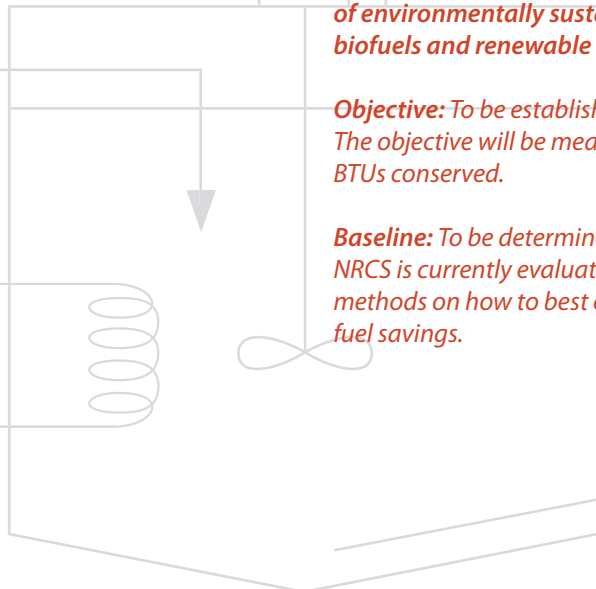 of environmentally susta
biofuels and renewable
Objective: To be establish
The objective will be mea
BTUs conserved.
Baseline: To be determin
NRCS is currently evaluat
methods on how to best
fuel savings.